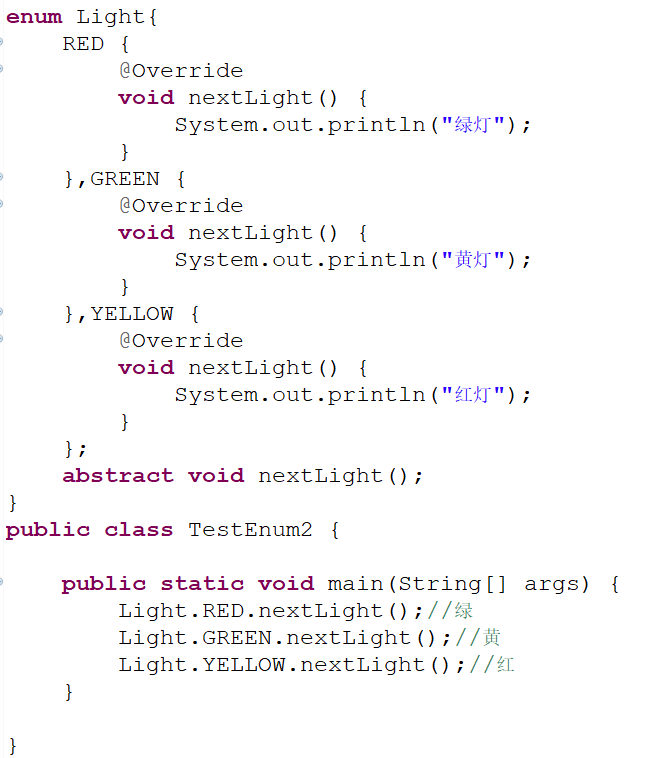 enum Light{
    RED {
        @Override
        void nextLight() {
            System.out.println("绿灯");
        }
    },GREEN {
        @Override
        void nextLight() {
            System.out.println("黄灯");
        }
    },YELLOW {
        @Override
        void nextLight() {
            System.out.println("红灯");
        }
    };
    abstract void nextLight();
}
public class TestEnum2 {

    public static void main(String[] args) {
        Light.RED.nextLight();//绿
        Light.GREEN.nextLight();//黄
        Light.YELLOW.nextLight();//红
    }

}